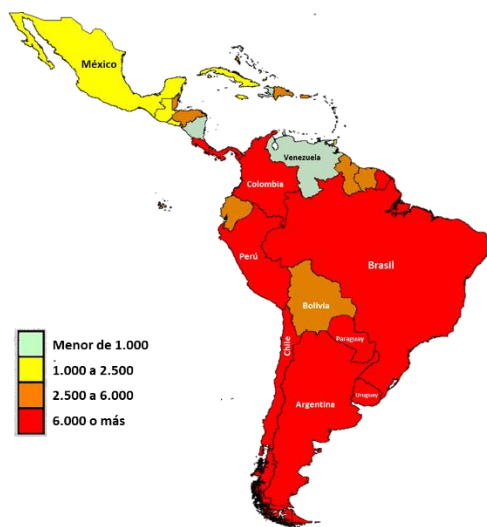 México
Venezuela
Colombia
Perú
Brasil
Bolivia
Paraguay
Chile
Uruguay
Argentina
Menor de 1.000
1.000 a 2.500
2.500 a 6.000
6.000 o más